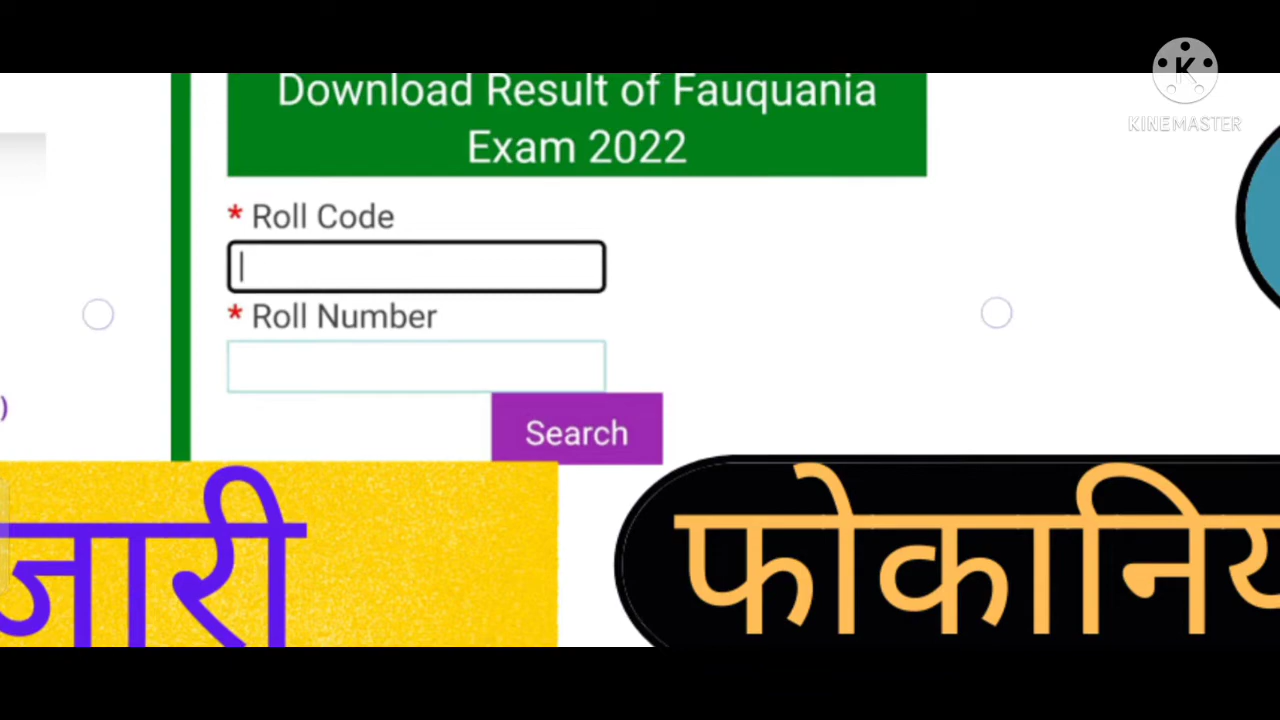 Download Result of Fauquania
Exam 2022
* Roll Code
* Roll Number
)
Search
जारी
फोकानिय
KINEMASTER